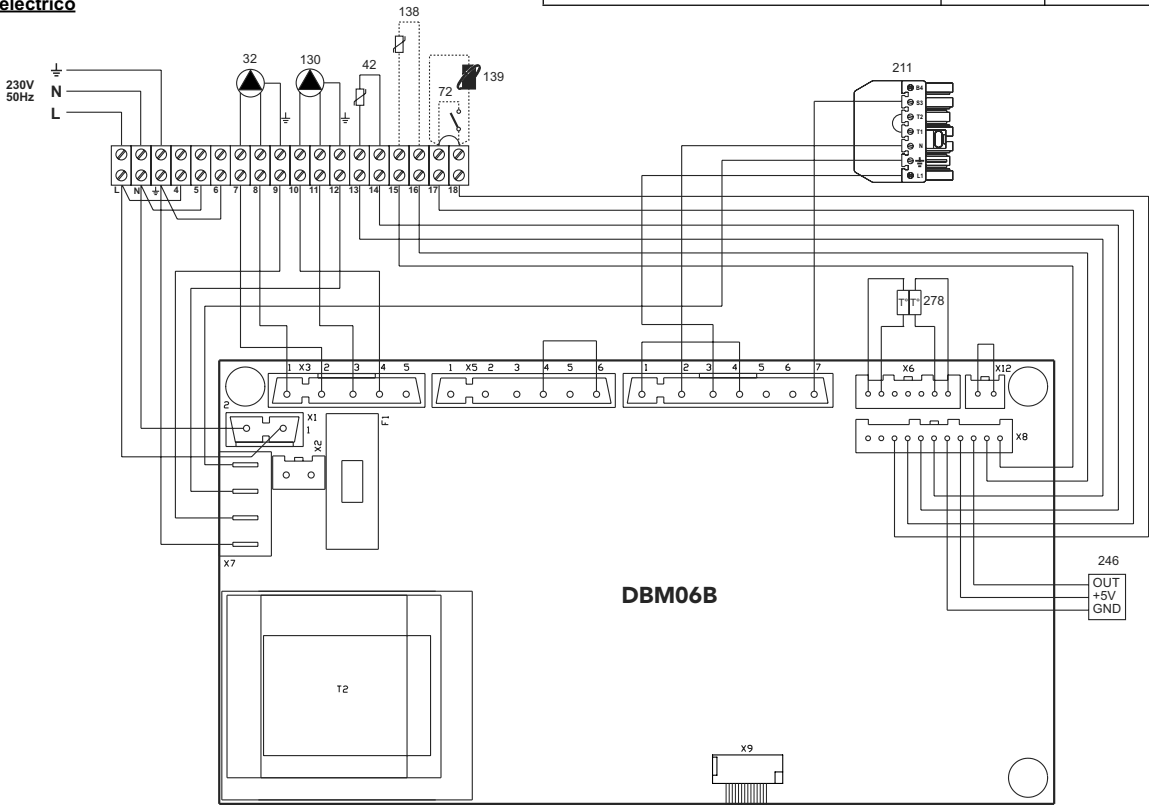 eléctrico
138
32
130
42
139
72
211
230V
50Hz
N
L
B4
S3
T2
T1
N
L1
L
N
4
5
6
7
8
9
10
11
12
13
14
15
16
17
18
T° T° 278
1 X3 2 3 4 5
1 X5 2 3 4 5 6
1 2 3 4 5 6 7
X6
X12
2
X1
1
X2
F1
X8
X7
246
OUT
+5V
GND
DBM06B
T2
X9